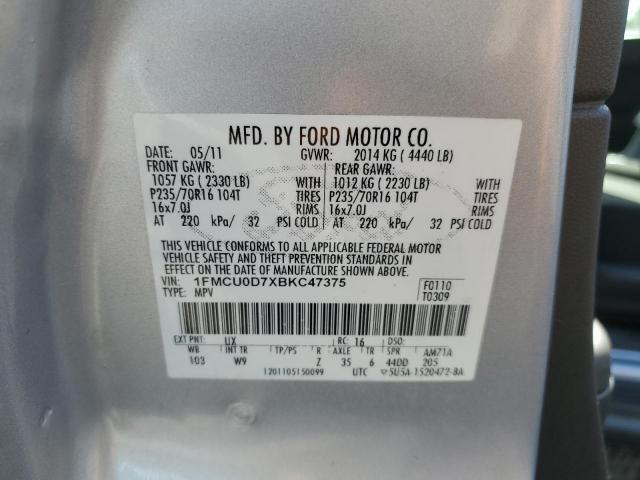 MFD. BY FORD MOTOR CO.
DATE: 05/11 GVWR: 2014 KG ( 4440 LB)
FRONT GAWR: REAR GAWR:
1057 KG ( 2330 LB) WITH 1012 KG ( 2230 LB) WITH
P235/70R16 104T TIRES P235/70R16 104T TIRES
16x7.0J RIMS 16x7.0J RIMS
AT 220 kPa/ 32 PSI COLD AT 220 kPa/ 32 PSI COLD
THIS VEHICLE CONFORMS TO ALL APPLICABLE FEDERAL MOTOR
VEHICLE SAFETY AND THEFT PREVENTION STANDARDS IN
EFFECT ON THE DATE OF MANUFACTURE SHOWN ABOVE.
VIN: 1FMCU0D7XBKC47375 F0110
TYPE: MPV T0309
EXT PNT: UX RC: 16 DSO:
WB INT TR TP/PS R AXLE TR SPR AM71A
103 W9 Z 35 6 44DD 205
1201105150099 UTC 5U5A-1520472-BA